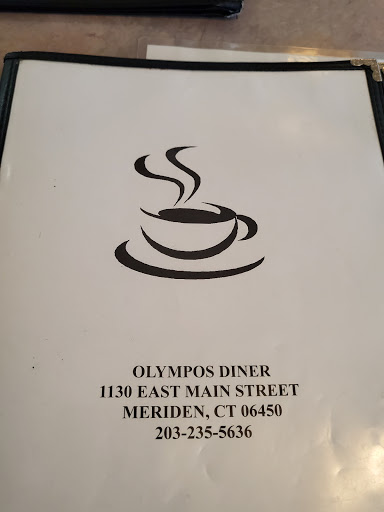 OLYMPOS DINER
1130 EAST MAIN STREET
MERIDEN, CT 06450
203-235-5636